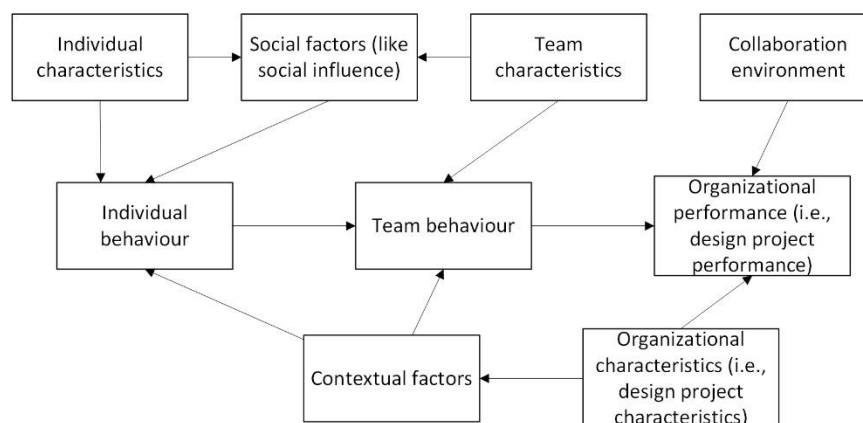 Individual
characteristics
Social factors (like
social influence)
Team
characteristics
Collaboration
environment
Individual
behaviour
Team behaviour
Organizational
performance (i.e.,
design project
performance)
Contextual factors
Organizational
characteristics (i.e.,
design project
characteristics)